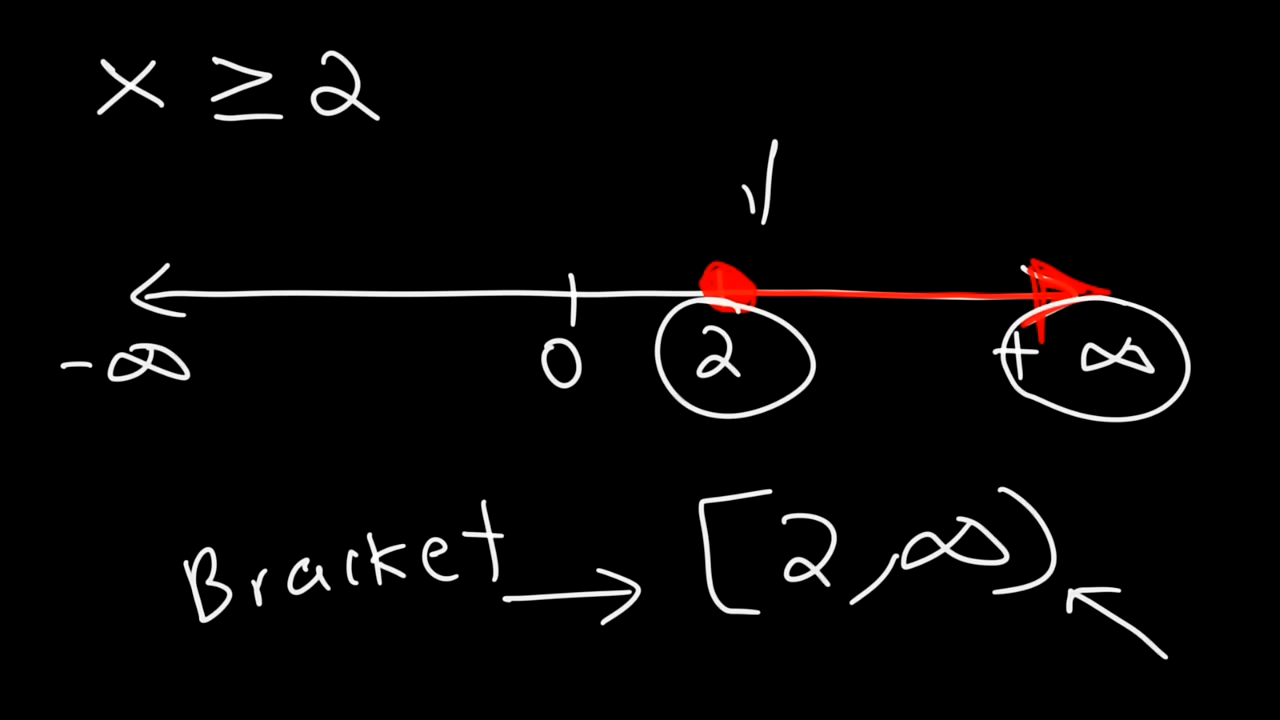 x ≥ 2
-∞ 0 2 + ∞
Bracket → [2,∞)